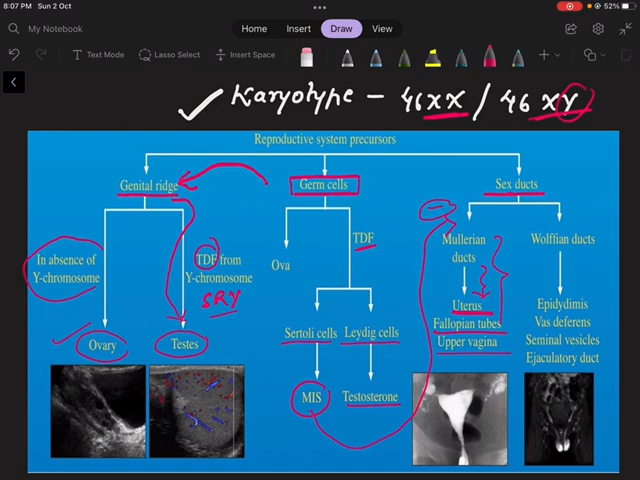 8:07 PM Sun 2 Oct
52%
My Notebook
Home Insert Draw View
Text Mode Lasso Select Insert Space
Karyotype - 46XX / 46 XY
Reproductive system precursors
Genital ridge Germ cells Sex ducts
In absence of
Y-chromosome
TDF from
Y-chromosome
SRY
Ovary
Testes
Ova
TDF
Sertoli cells Leydig cells
MIS Testosterone
Mullerian
ducts
Uterus
Fallopian tubes
Upper vagina
Wolffian ducts
Epidydimis
Vas deferens
Seminal vesicles
Ejaculatory duct